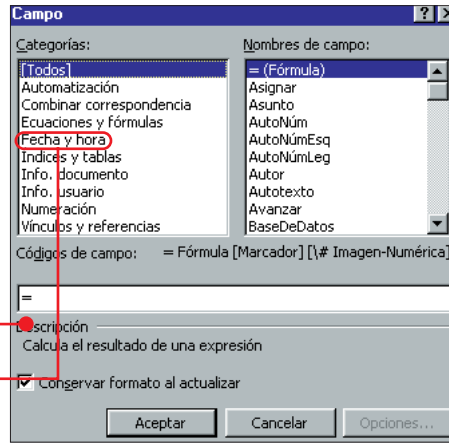 Campo
Categorías:
[Todos]
Automatización
Combinar correspondencia
Ecuaciones y fórmulas
Fecha y hora
Índices y tablas
Info. documento
Info. usuario
Numeración
Vínculos y referencias
Nombres de campo:
= (Fórmula)
Asignar
Asunto
AutoNúm
AutoNúmEsq
AutoNúmLeg
Autor
Autotexto
Avanzar
BaseDeDatos
Códigos de campo: = Fórmula [Marcador] [\# Imagen-Numérica]
=
Descripción
Calcula el resultado de una expresión
Conservar formato al actualizar
Aceptar Cancelar Opciones...